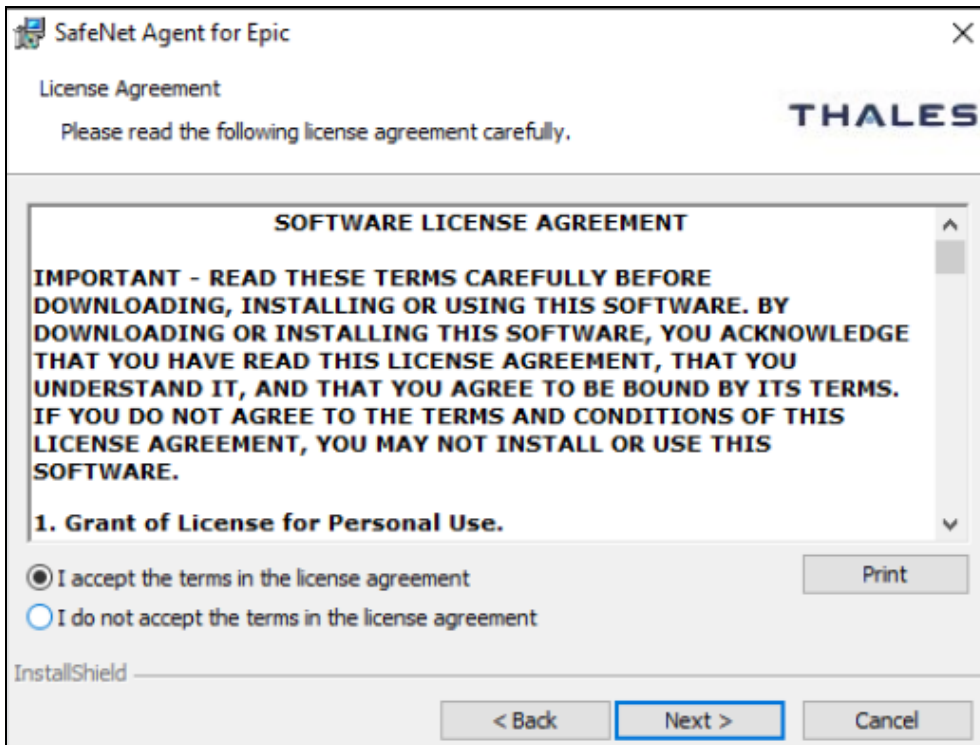 SafeNet Agent for Epic
License Agreement
Please read the following license agreement carefully.
THALES
SOFTWARE LICENSE AGREEMENT
IMPORTANT - READ THESE TERMS CAREFULLY BEFORE
DOWNLOADING, INSTALLING OR USING THIS SOFTWARE. BY
DOWNLOADING OR INSTALLING THIS SOFTWARE, YOU ACKNOWLEDGE
THAT YOU HAVE READ THIS LICENSE AGREEMENT, THAT YOU
UNDERSTAND IT, AND THAT YOU AGREE TO BE BOUND BY ITS TERMS.
IF YOU DO NOT AGREE TO THE TERMS AND CONDITIONS OF THIS
LICENSE AGREEMENT, YOU MAY NOT INSTALL OR USE THIS
SOFTWARE.
1. Grant of License for Personal Use.
I accept the terms in the license agreement
Print
I do not accept the terms in the license agreement
InstallShield
< Back
Next >
Cancel